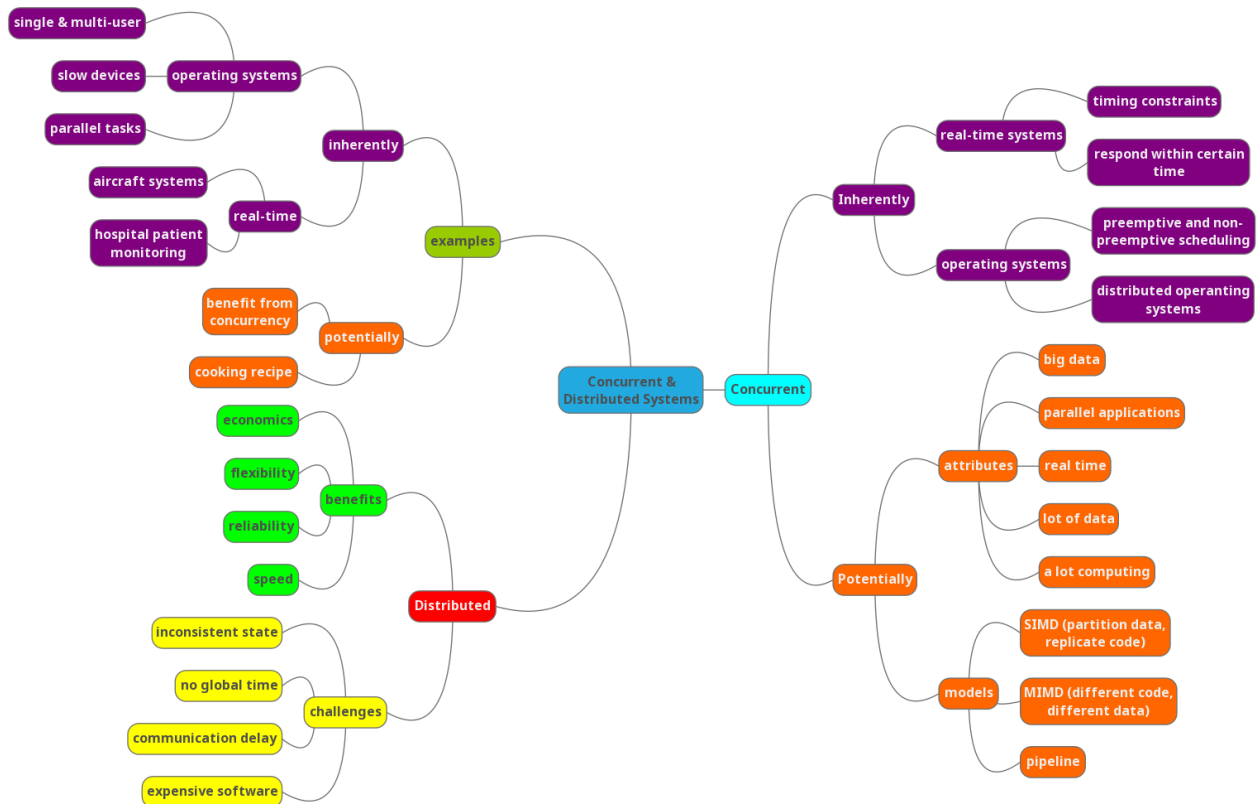 single & multi-user
slow devices
operating systems
parallel tasks
inherently
aircraft systems
real-time
hospital patient
monitoring
examples
benefit from
concurrency
potentially
cooking recipe
Concurrent &
Distributed Systems
economics
flexibility
benefits
reliability
speed
Distributed
inconsistent state
no global time
challenges
communication delay
expensive software
Concurrent
Inherently
real-time systems
timing constraints
respond within certain
time
operating systems
preemptive and non-
preemptive scheduling
distributed operanting
systems
Potentially
attributes
big data
parallel applications
real time
lot of data
a lot computing
models
SIMD (partition data,
replicate code)
MIMD (different code,
different data)
pipeline